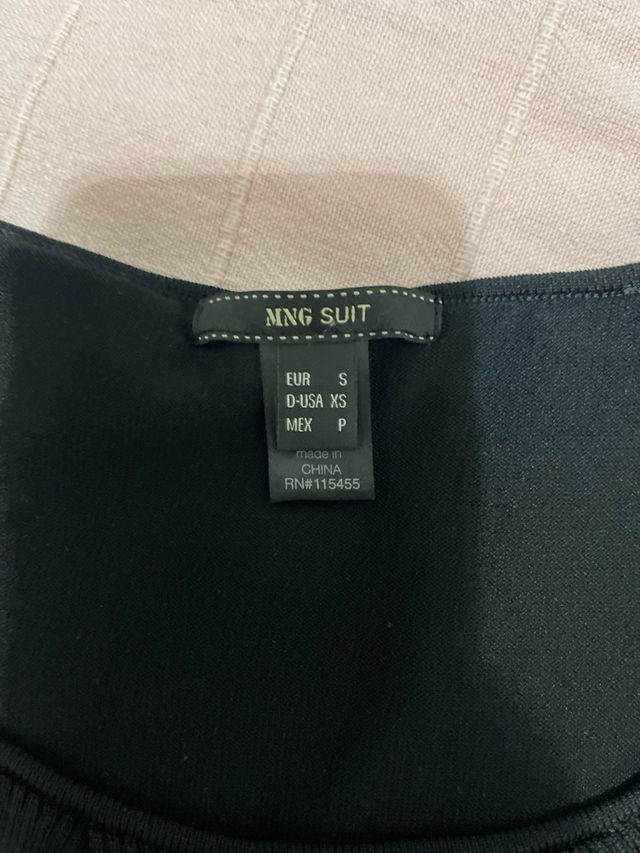 MNG SUIT
EUR S
D-USA XS
MEX P
made in
CHINA
RN#115455